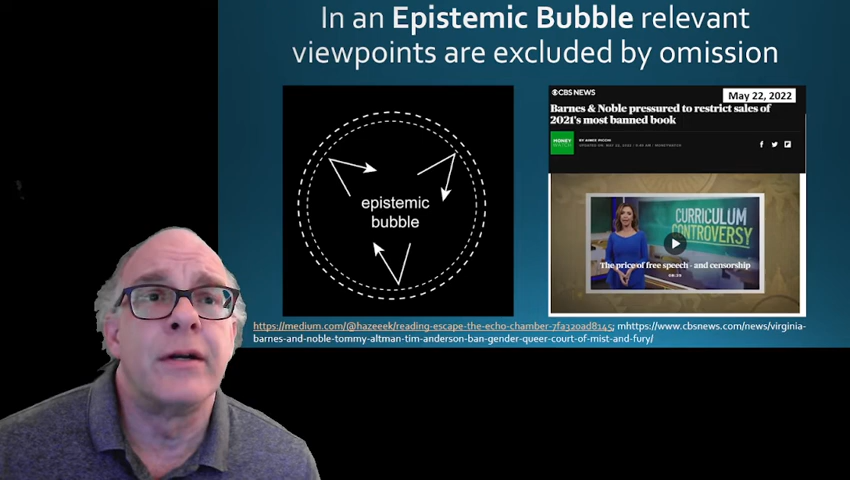 In an Epistemic Bubble relevant
viewpoints are excluded by omission
epistemic
bubble
CBS NEWS
May 22, 2022
Barnes & Noble pressured to restrict sales of
2021's most banned book
MONEY
WATCH
CURRICULUM
CONTROVERSY
The price of free speech - and censorship
https://medium.com/@hazeeek/reading-escape-the-echo-chamber-7fa320ad8145; mhttps://www.cbsnews.com/news/virginia-
barnes-and-noble-tommy-altman-tim-anderson-ban-gender-queer-court-of-mist-and-fury/